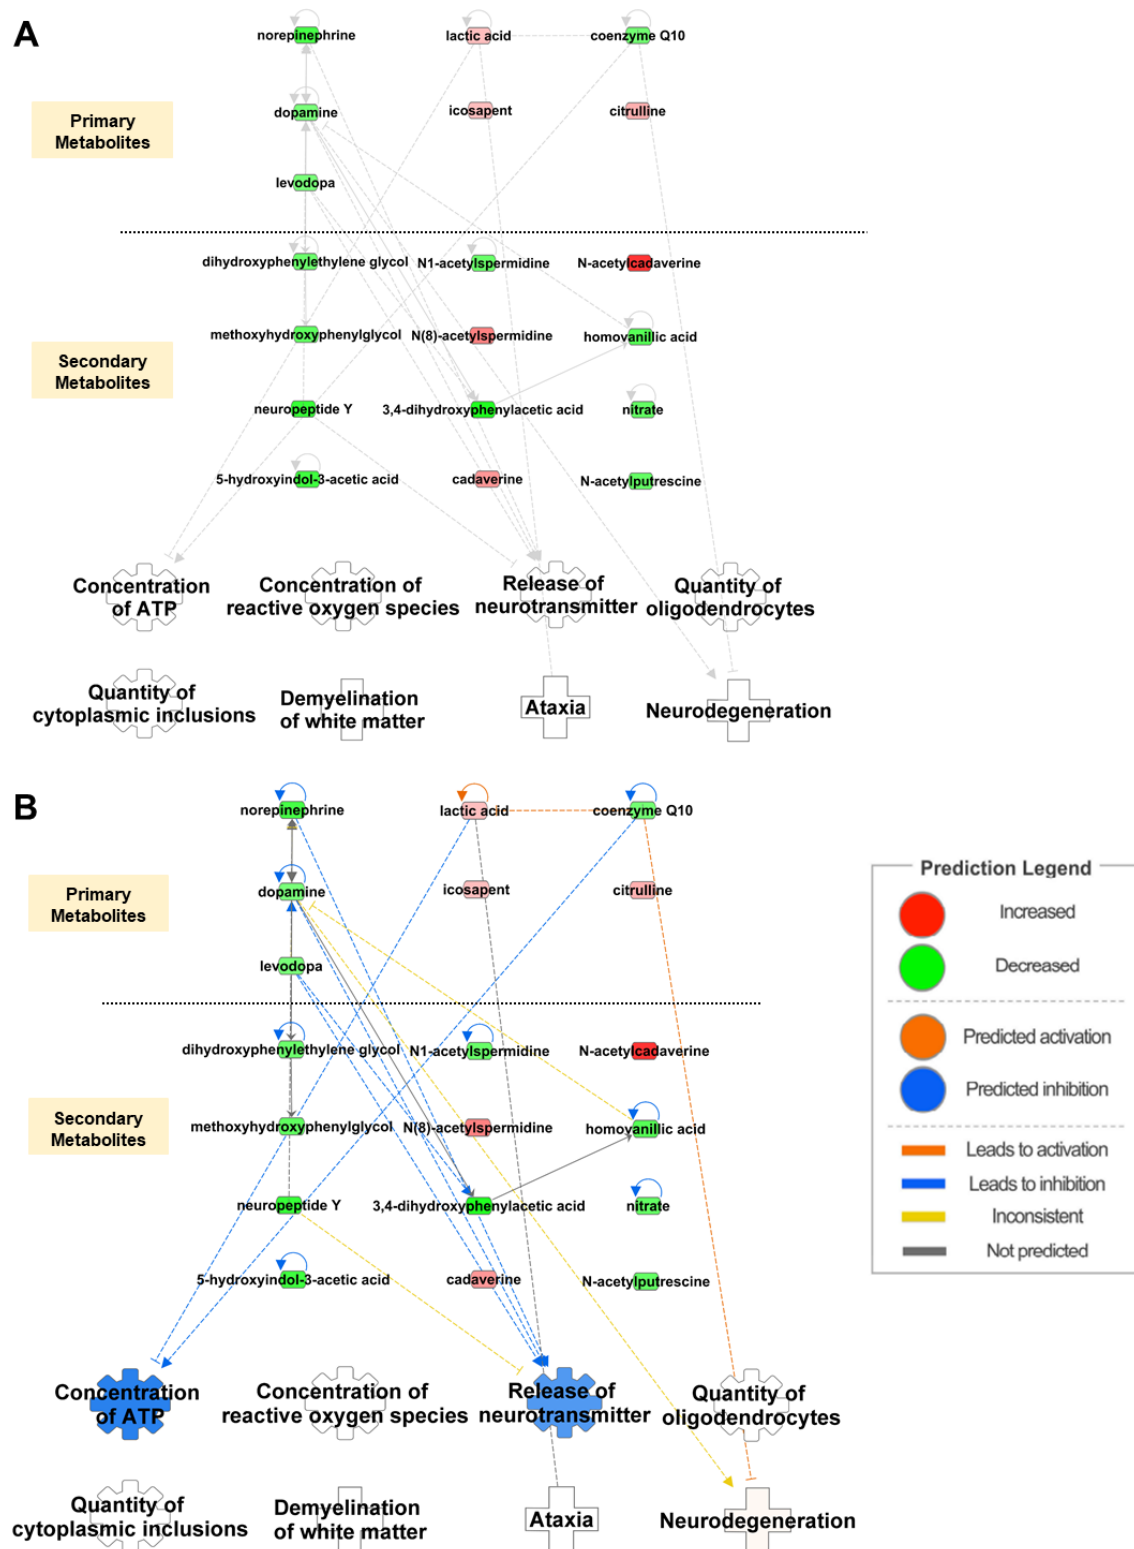 A
norepinephrine
lactic acid
coenzyme Q10
Primary
Metabolites
dopamine
icosapent
citrulline
levodopa
dihydroxyphenylethylene glycol
N1-acetylspermidine
N-acetylcadaverine
Secondary
Metabolites
methoxyhydroxyphenylglycol
N(8)-acetylspermidine
homovanillic acid
neuropeptide Y
3,4-dihydroxyphenylacetic acid
nitrate
5-hydroxyindol-3-acetic acid
cadaverine
N-acetylputrescine
Concentration
of ATP
Concentration of
reactive oxygen species
Release of
neurotransmitter
Quantity of
oligodendrocytes
Quantity of
cytoplasmic inclusions
Demyelination
of white matter
Ataxia
Neurodegeneration
B
norepinephrine
lactic acid
coenzyme Q10
Primary
Metabolites
dopamine
icosapent
citrulline
levodopa
dihydroxyphenylethylene glycol
N1-acetylspermidine
N-acetylcadaverine
Secondary
Metabolites
methoxyhydroxyphenylglycol
N(8)-acetylspermidine
homovanillic acid
neuropeptide Y
3,4-dihydroxyphenylacetic acid
nitrate
5-hydroxyindol-3-acetic acid
cadaverine
N-acetylputrescine
Concentration
of ATP
Concentration of
reactive oxygen species
Release of
neurotransmitter
Quantity of
oligodendrocytes
Quantity of
cytoplasmic inclusions
Demyelination
of white matter
Ataxia
Neurodegeneration
Prediction Legend
Increased
Decreased
Predicted activation
Predicted inhibition
Leads to activation
Leads to inhibition
Inconsistent
Not predicted